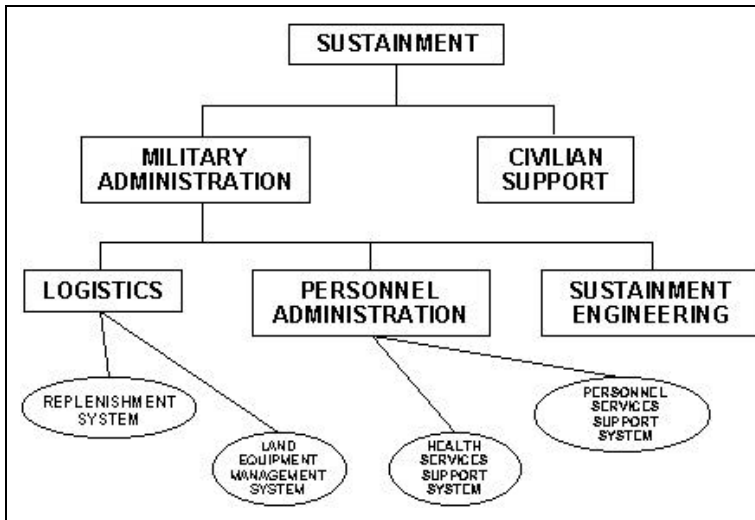 SUSTAINMENT
MILITARY
ADMINISTRATION
CIVILIAN
SUPPORT
LOGISTICS
PERSONNEL
ADMINISTRATION
SUSTAINMENT
ENGINEERING
REPLENISHMENT
SYSTEM
LAND
EQUIPMENT
MANAGEMENT
SYSTEM
HEALTH
SERVICES
SUPPORT
SYSTEM
PERSONNEL
SERVICES
SUPPORT
SYSTEM